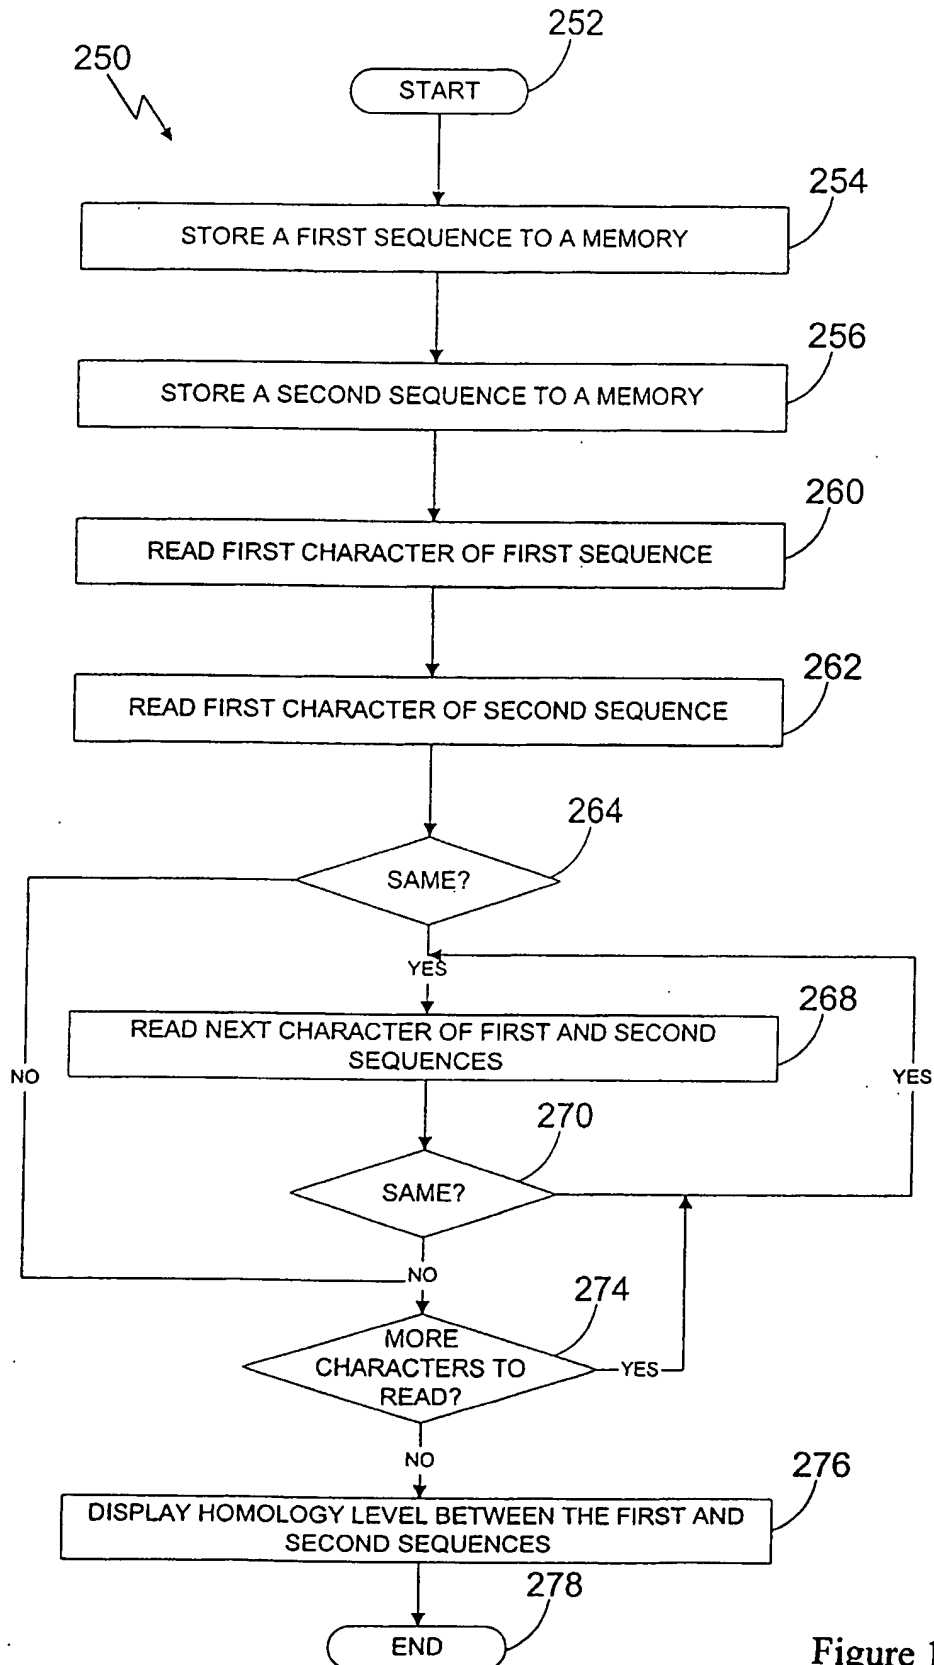 252
250
START
254
STORE A FIRST SEQUENCE TO A MEMORY
256
STORE A SECOND SEQUENCE TO A MEMORY
260
READ FIRST CHARACTER OF FIRST SEQUENCE
262
READ FIRST CHARACTER OF SECOND SEQUENCE
264
SAME?
YES
268
READ NEXT CHARACTER OF FIRST AND SECOND
SEQUENCES
NO
YES
270
SAME?
NO
274
MORE
CHARACTERS TO
READ?
YES
NO
276
DISPLAY HOMOLOGY LEVEL BETWEEN THE FIRST AND
SECOND SEQUENCES
278
END
Figure 1